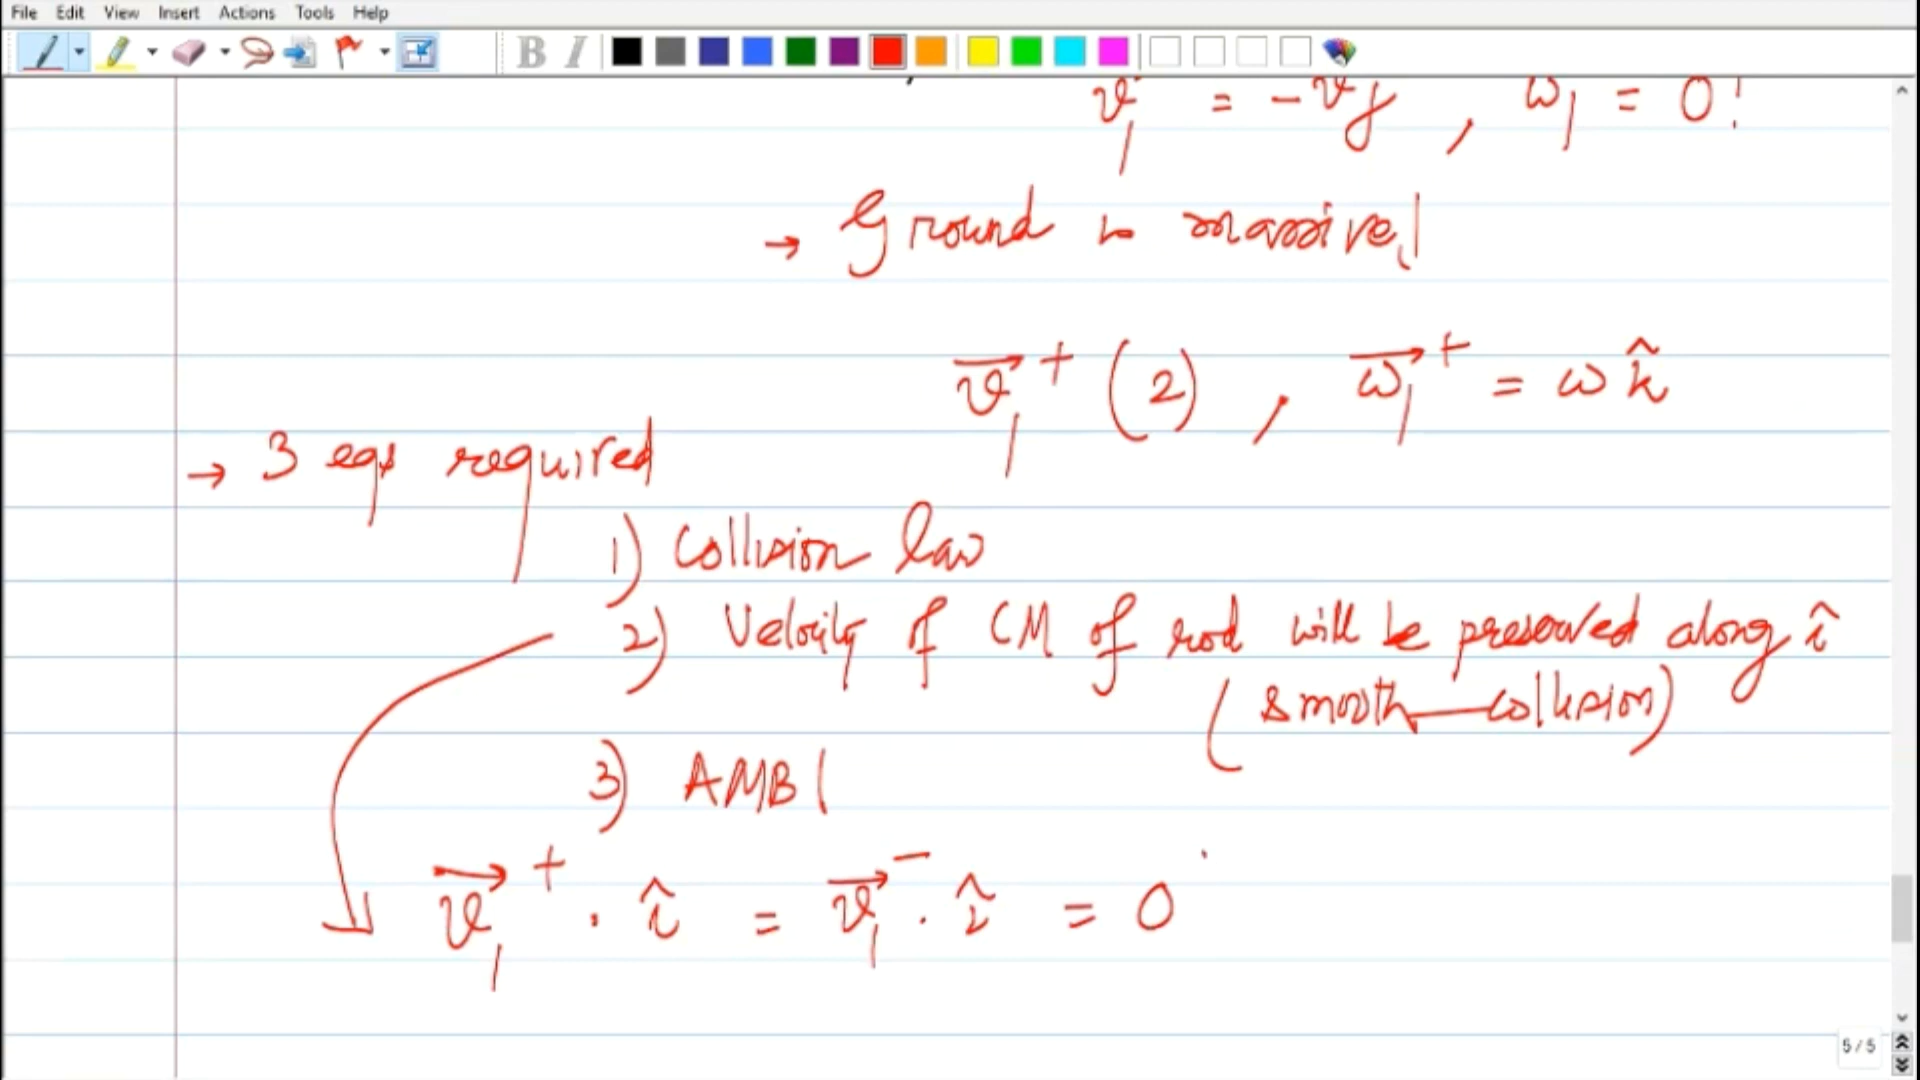 File Edit View Insert Actions Tools Help
B I
v₁ = -vĵ , ω₁ = 0!
→ Ground is massive!
v₁⃗⁺ (2) , ω₁⃗⁺ = ω k̂
→ 3 eqs required
1) Collision law
2) Velocity of CM of rod will be preserved along î
(smooth collision)
3) AMB |
v₁⃗⁺ . î = v₁⃗⁻ . î = 0
5 / 5